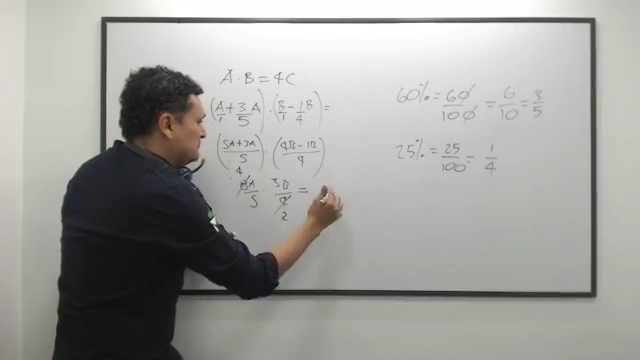 A · B = 4C
(A/1 + 3/5 A) · (B/1 − 1/4 B) =
(5A + 3A / 5) · (4B − 1B / 4)
4
8A/5 · 3B/4 =
2
60% = 60/100 = 6/10 = 3/5
25% = 25/100 = 1/4